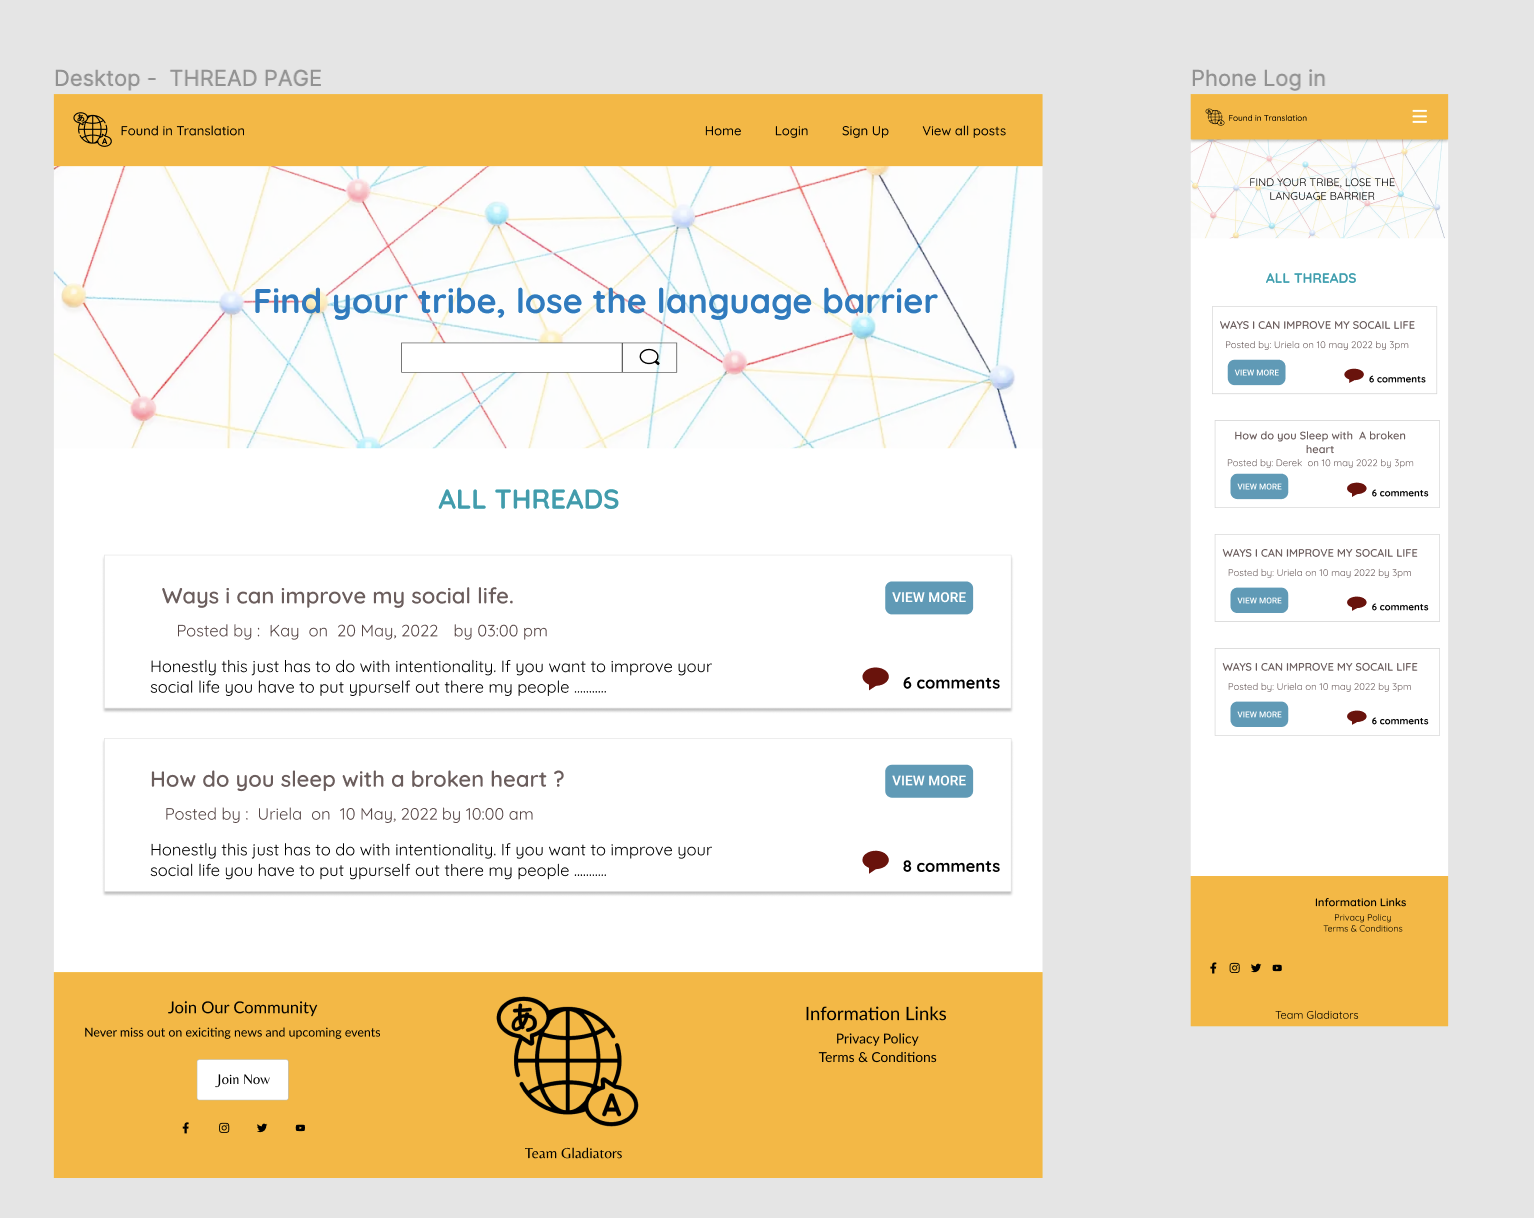 Desktop -  THREAD PAGE
Found in Translation
Home
Login
Sign Up
View all posts
Find your tribe, lose the language barrier
ALL THREADS
Ways i can improve my social life.
VIEW MORE
Posted by :  Kay  on  20 May, 2022   by 03:00 pm
Honestly this just has to do with intentionality. If you want to improve your
social life you have to put ypurself out there my people ...........
6 comments
How do you sleep with a broken heart ?
VIEW MORE
Posted by :  Uriela  on  10 May, 2022 by 10:00 am
Honestly this just has to do with intentionality. If you want to improve your
social life you have to put ypurself out there my people ...........
8 comments
Join Our Community
Never miss out on exiciting news and upcoming events
Join Now
あ
A
Team Gladiators
Information Links
Privacy Policy
Terms & Conditions
Phone Log in
Found in Translation
FIND YOUR TRIBE, LOSE THE
LANGUAGE BARRIER
ALL THREADS
WAYS I CAN IMPROVE MY SOCAIL LIFE
Posted by: Uriela on 10 may 2022 by 3pm
VIEW MORE
6 comments
How do you Sleep with  A broken
heart
Posted by: Derek  on 10 may 2022 by 3pm
VIEW MORE
6 comments
WAYS I CAN IMPROVE MY SOCAIL LIFE
Posted by: Uriela on 10 may 2022 by 3pm
VIEW MORE
6 comments
WAYS I CAN IMPROVE MY SOCAIL LIFE
Posted by: Uriela on 10 may 2022 by 3pm
VIEW MORE
6 comments
Information Links
Privacy Policy
Terms & Conditions
Team Gladiators